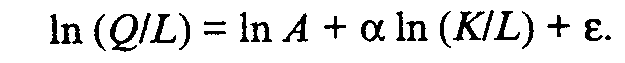 ln (Q/L) = ln A + α ln (K/L) + ε.